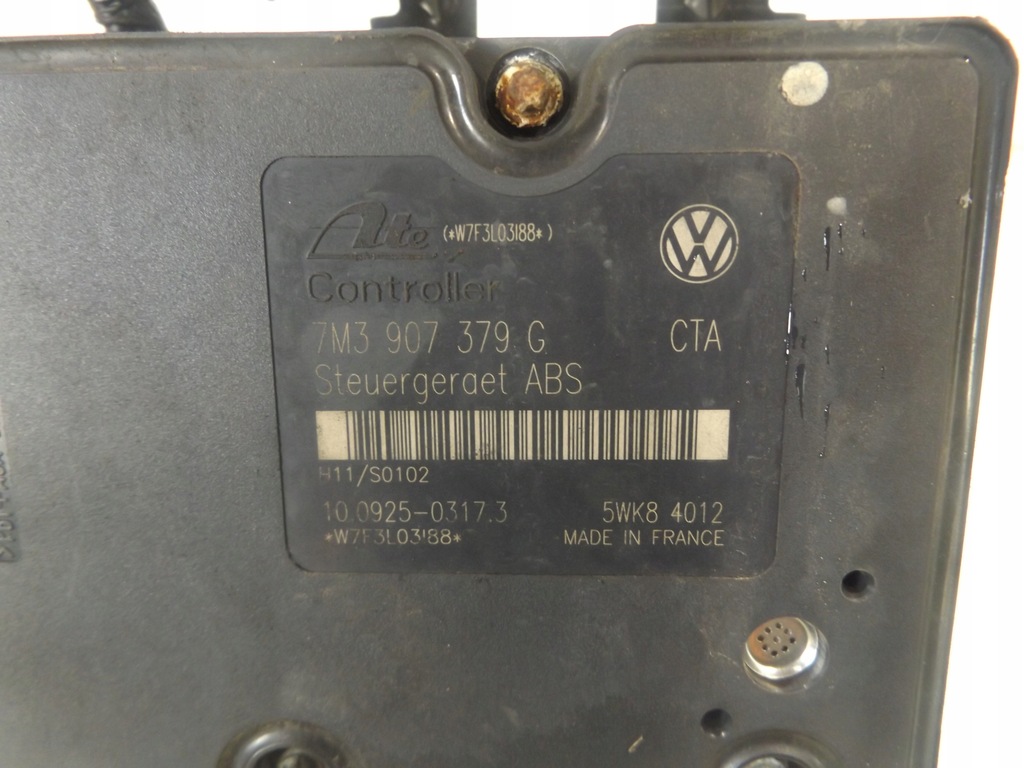 Ate (*W7F3L03188*)
Controller
7M3 907 379 G CTA
Steuergeraet ABS
H11/S0102
10.0925-0317.3 5WK8 4012
*W7F3L03188* MADE IN FRANCE